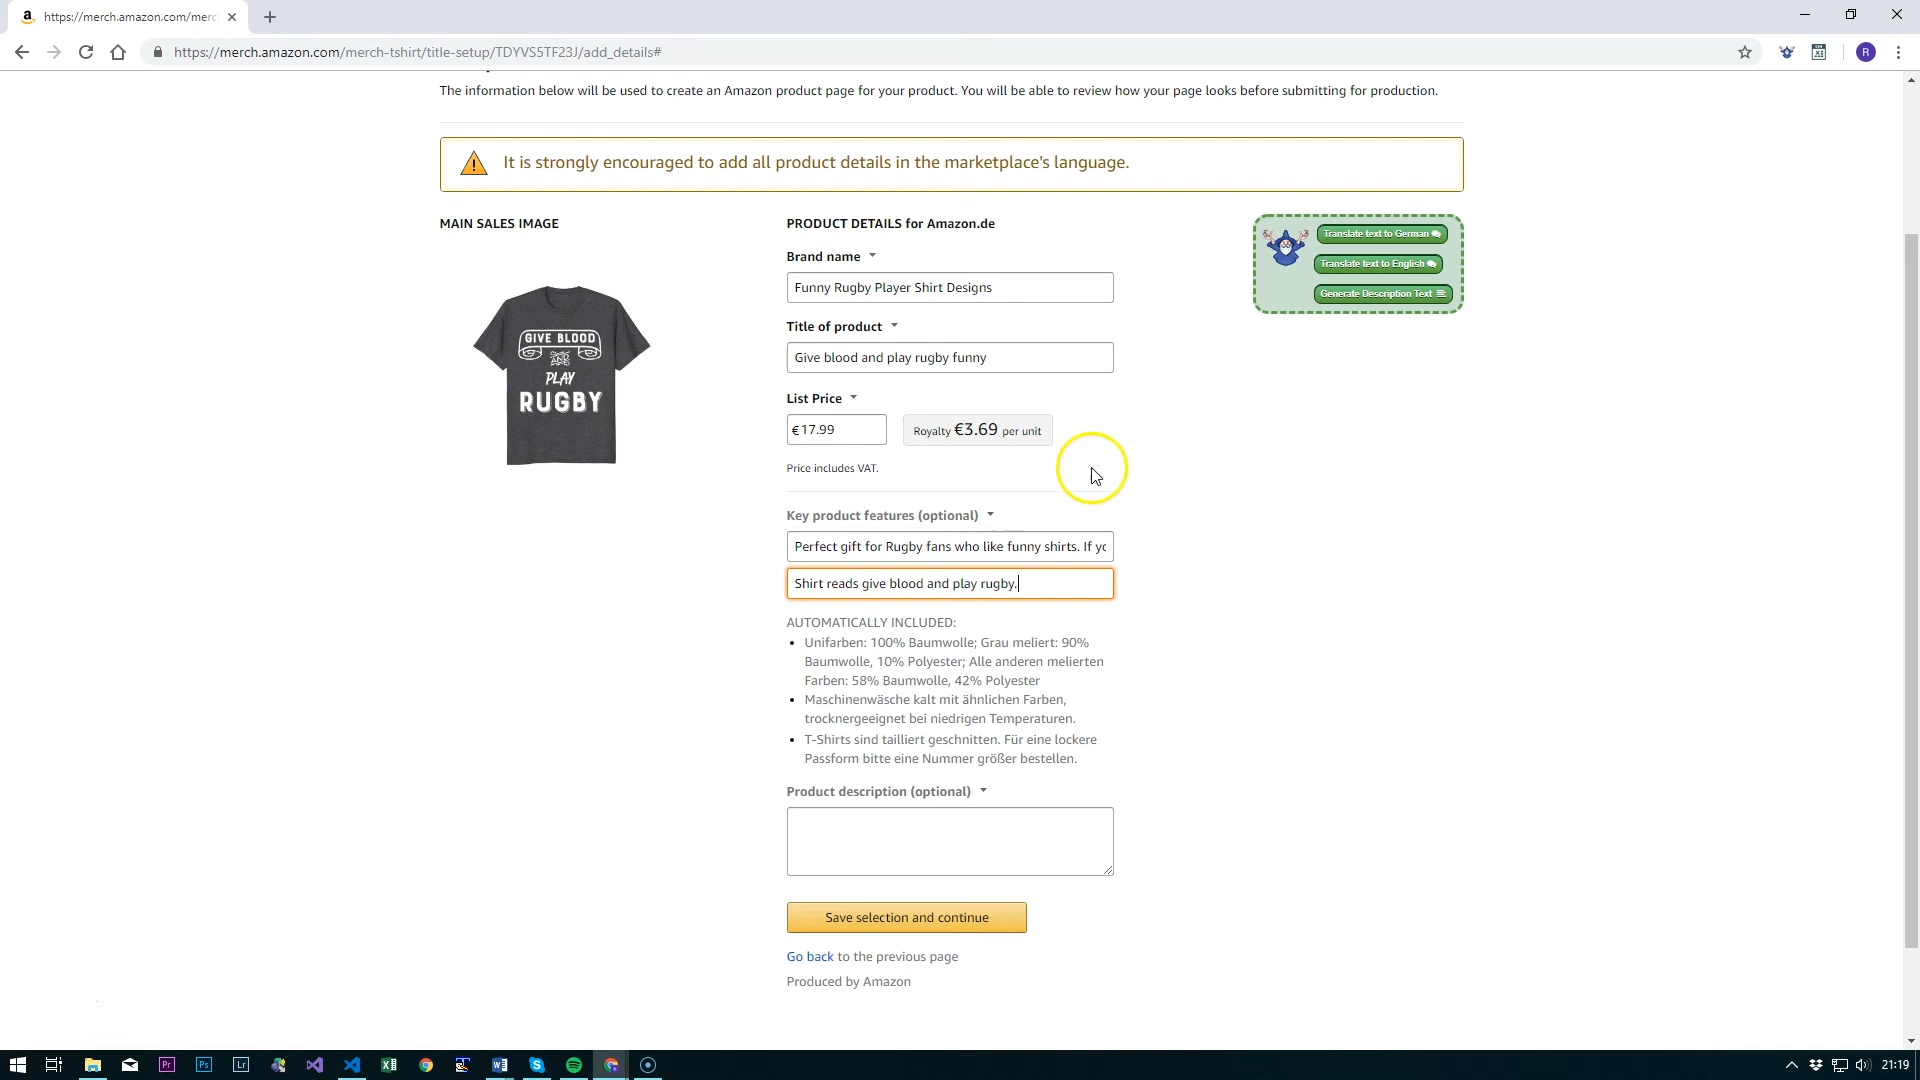 https://merch.amazon.com/merc
https://merch.amazon.com/merch-tshirt/title-setup/TDYVS5TF23J/add_details#
R
The information below will be used to create an Amazon product page for your product. You will be able to review how your page looks before submitting for production.
It is strongly encouraged to add all product details in the marketplace's language.
MAIN SALES IMAGE
GIVE BLOOD
AND
PLAY
RUGBY
PRODUCT DETAILS for Amazon.de
Brand name
Funny Rugby Player Shirt Designs
Title of product
Give blood and play rugby funny
List Price
€17.99
Royalty €3.69 per unit
Price includes VAT.
Key product features (optional)
Perfect gift for Rugby fans who like funny shirts. If yo
Shirt reads give blood and play rugby.
AUTOMATICALLY INCLUDED:
Unifarben: 100% Baumwolle; Grau meliert: 90%
Baumwolle, 10% Polyester; Alle anderen melierten
Farben: 58% Baumwolle, 42% Polyester
Maschinenwäsche kalt mit ähnlichen Farben,
trocknergeeignet bei niedrigen Temperaturen.
T-Shirts sind tailliert geschnitten. Für eine lockere
Passform bitte eine Nummer größer bestellen.
Product description (optional)
Save selection and continue
Go back to the previous page
Produced by Amazon
Translate text to German
Translate text to English
Generate Description Text
Pr
Ps
Lr
21:19